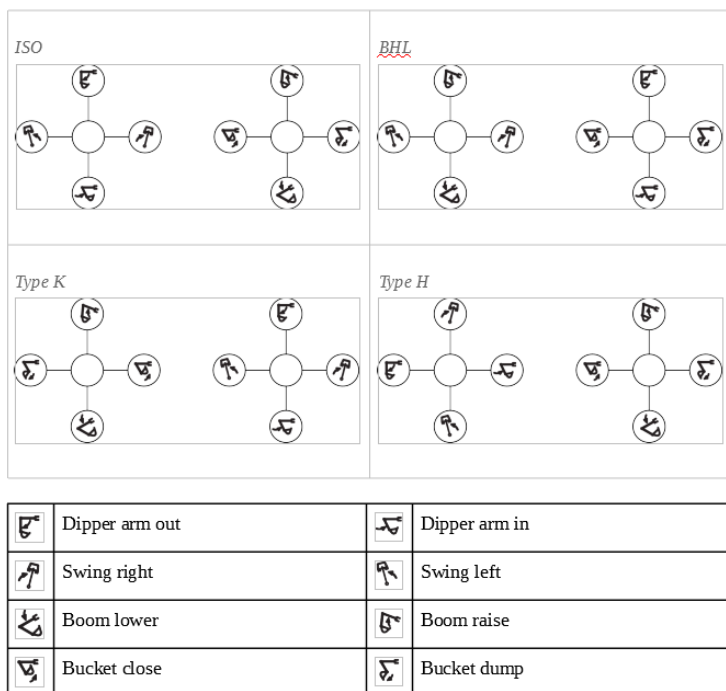 ISO
BHL
Type K
Type H
Dipper arm out
Dipper arm in
Swing right
Swing left
Boom lower
Boom raise
Bucket close
Bucket dump